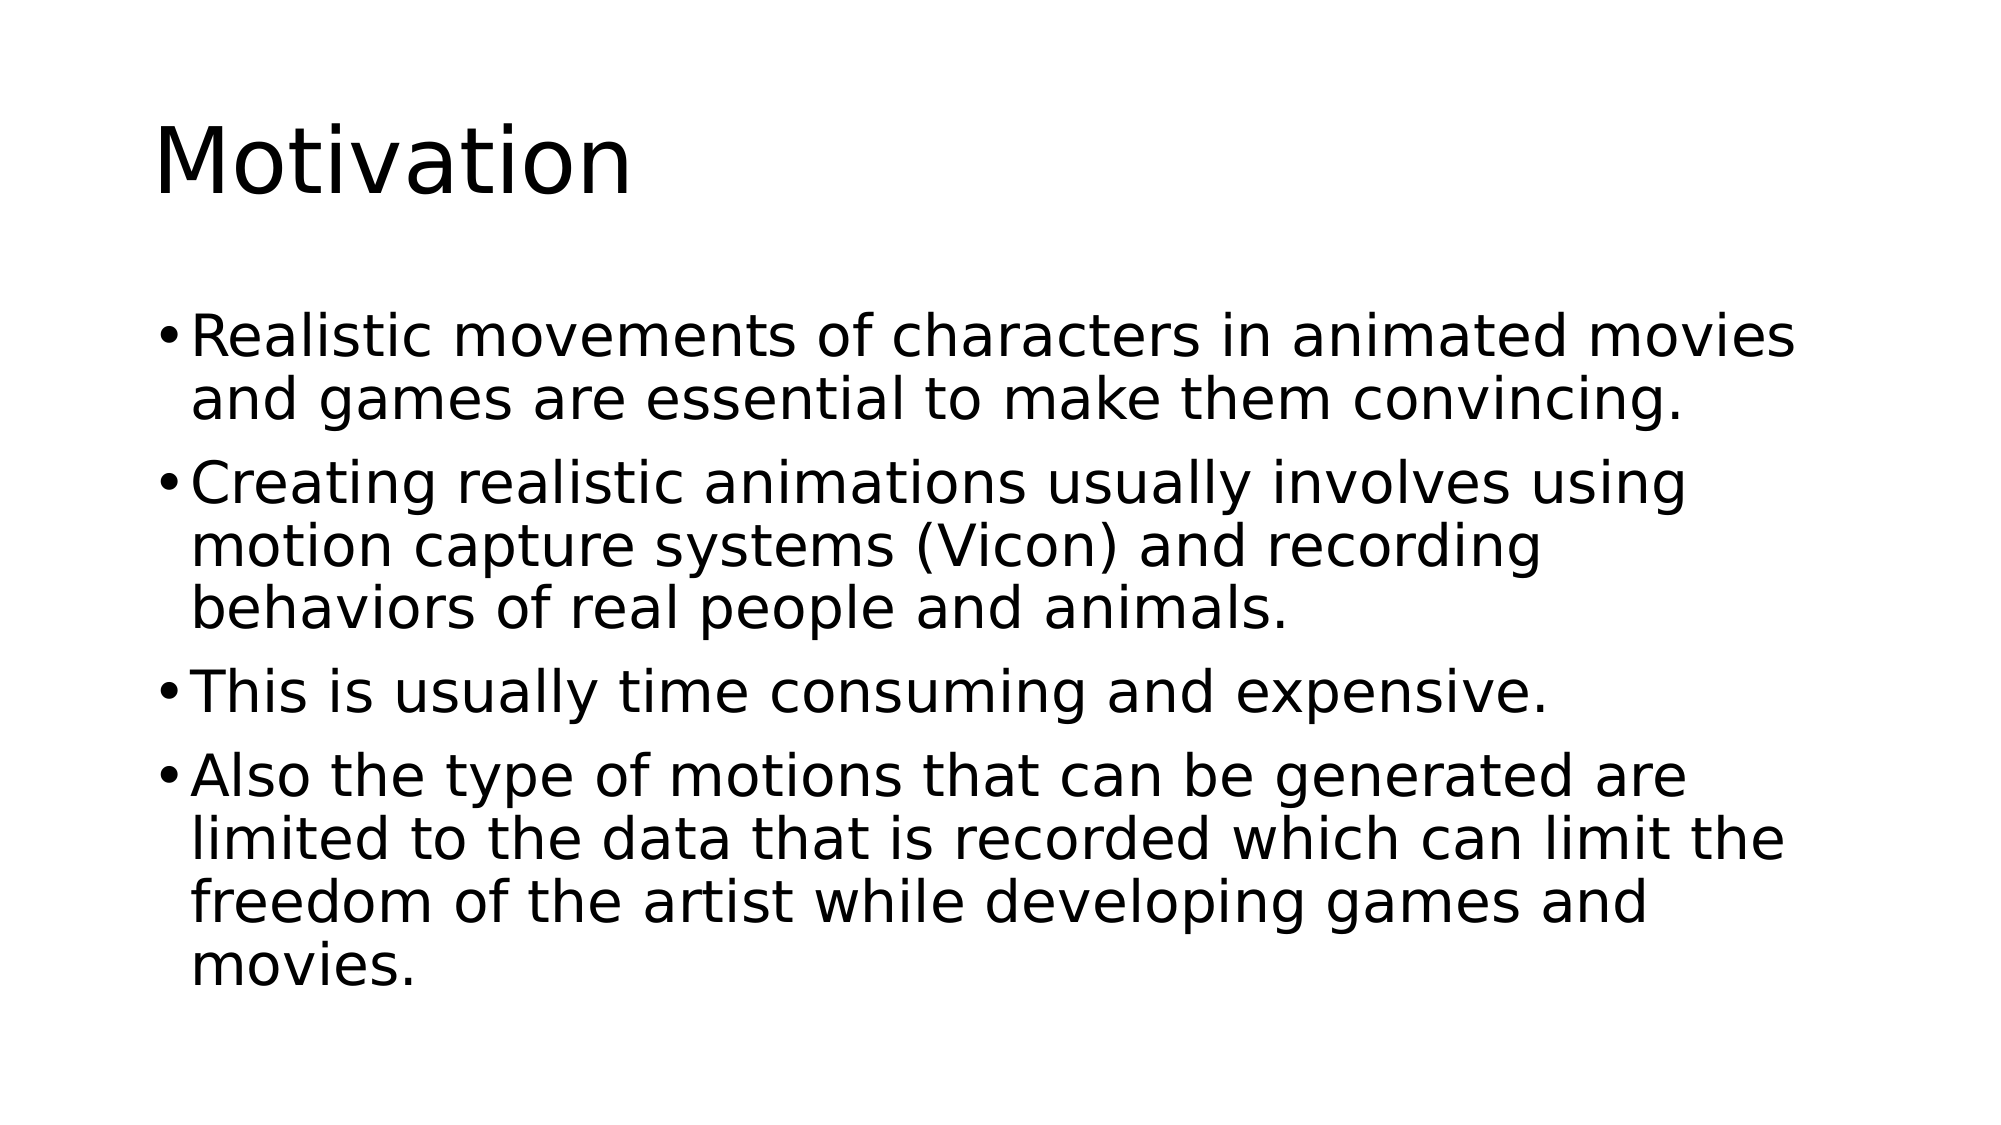 Motivation
•Realistic movements of characters in animated movies
and games are essential to make them convincing.
•Creating realistic animations usually involves using
motion capture systems (Vicon) and recording
behaviors of real people and animals.
•This is usually time consuming and expensive.
•Also the type of motions that can be generated are
limited to the data that is recorded which can limit the
freedom of the artist while developing games and
movies.